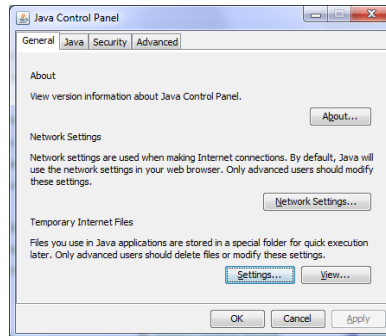 Java Control Panel
General Java Security Advanced
About
View version information about Java Control Panel.
About...
Network Settings
Network settings are used when making Internet connections. By default, Java will
use the network settings in your web browser. Only advanced users should modify
these settings.
Network Settings...
Temporary Internet Files
Files you use in Java applications are stored in a special folder for quick execution
later. Only advanced users should delete files or modify these settings.
Settings... View...
OK Cancel Apply